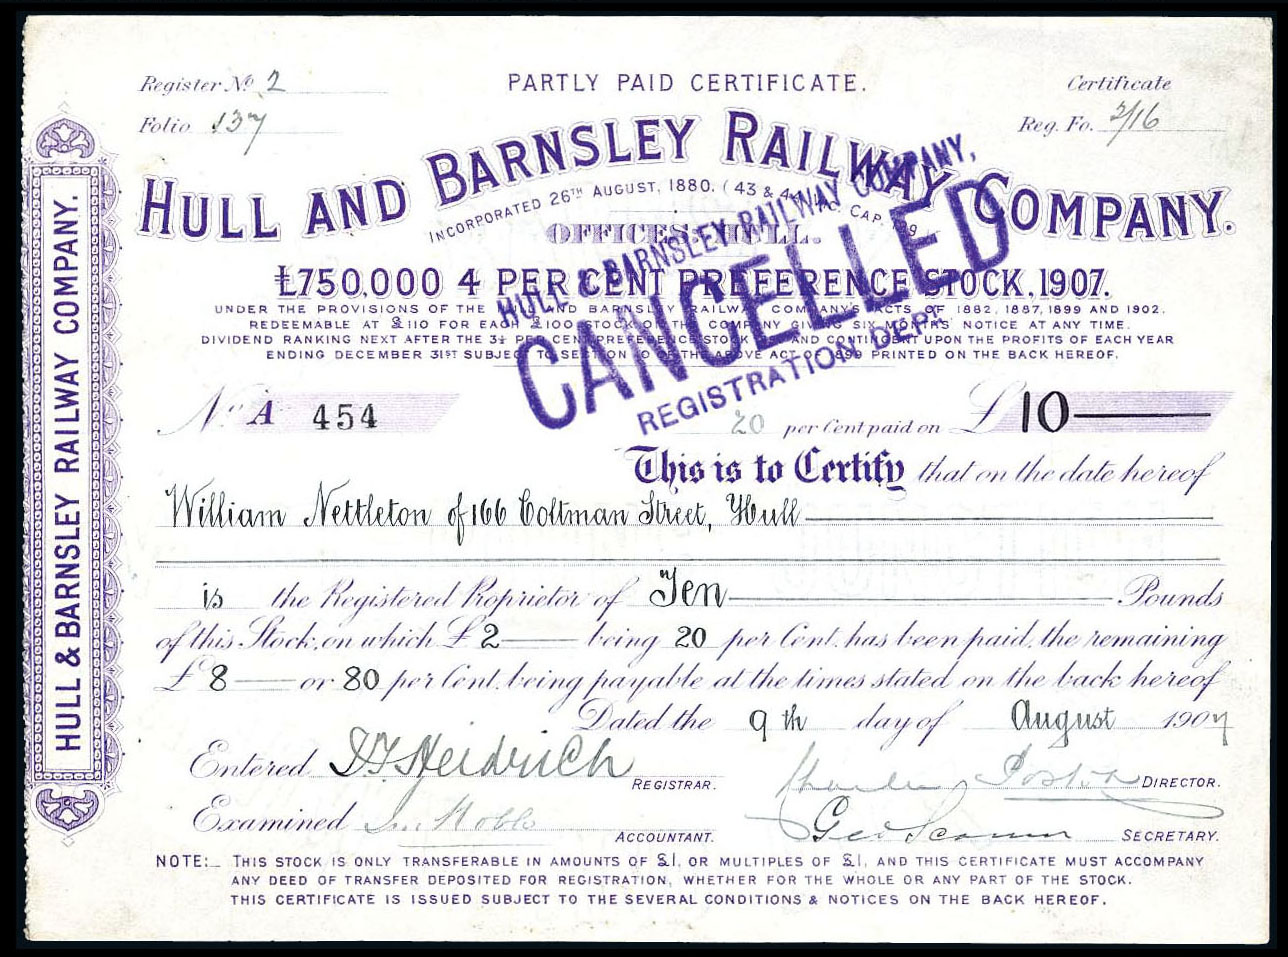 Register No. 2
PARTLY PAID CERTIFICATE.
Certificate
Folio 137
Reg. Fo. 2/16
HULL AND BARNSLEY RAILWAY COMPANY.
INCORPORATED 26TH AUGUST, 1880. (43 & 44 VIC. CAP. 199
OFFICES: HULL.
£750,000 4 PER CENT PREFERENCE STOCK, 1907.
UNDER THE PROVISIONS OF THE HULL AND BARNSLEY RAILWAY COMPANY'S ACTS OF 1882, 1887, 1899 AND 1902.
REDEEMABLE AT £110 FOR EACH £100 STOCK ON THE COMPANY GIVING SIX MONTHS' NOTICE AT ANY TIME.
DIVIDEND RANKING NEXT AFTER THE 3½ PER CENT PREFERENCE STOCK AND CONTINGENT UPON THE PROFITS OF EACH YEAR
ENDING DECEMBER 31ST SUBJECT TO SECTION OF THE ABOVE ACT OF 1899 PRINTED ON THE BACK HEREOF.
HULL & BARNSLEY RAILWAY COMPANY,
CANCELLED
REGISTRATION DEPT.
No. A 454
20 per Cent paid on £10
This is to Certify that on the date hereof
William Nettleton of 166 Coltman Street, Hull
is the Registered Proprietor of Ten Pounds
of this Stock, on which £2 being 20 per Cent. has been paid, the remaining
£8 or 80 per Cent. being payable at the times stated on the back hereof
Dated the 9th day of August 1907
Entered Heidrich REGISTRAR.
Charles DIRECTOR.
Examined ACCOUNTANT.
Geo SECRETARY.
NOTE:- THIS STOCK IS ONLY TRANSFERABLE IN AMOUNTS OF £1, OR MULTIPLES OF £1, AND THIS CERTIFICATE MUST ACCOMPANY
ANY DEED OF TRANSFER DEPOSITED FOR REGISTRATION, WHETHER FOR THE WHOLE OR ANY PART OF THE STOCK.
THIS CERTIFICATE IS ISSUED SUBJECT TO THE SEVERAL CONDITIONS & NOTICES ON THE BACK HEREOF.
HULL & BARNSLEY RAILWAY COMPANY.